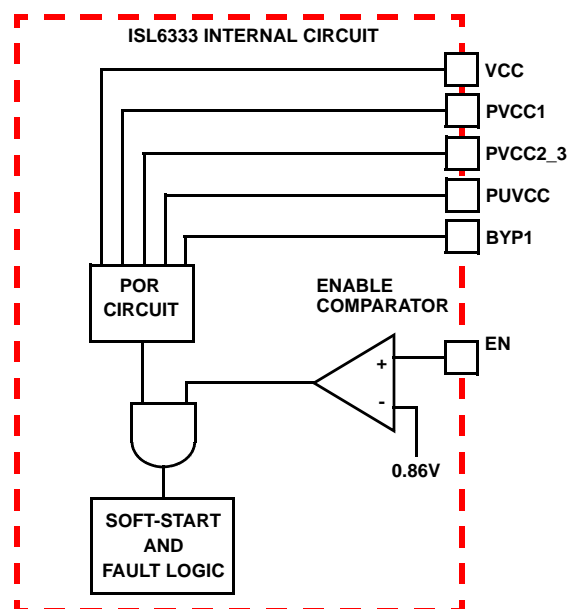 ISL6333 INTERNAL CIRCUIT
VCC
PVCC1
PVCC2_3
PUVCC
BYP1
POR
CIRCUIT
ENABLE
COMPARATOR
EN
+
-
0.86V
SOFT-START
AND
FAULT LOGIC